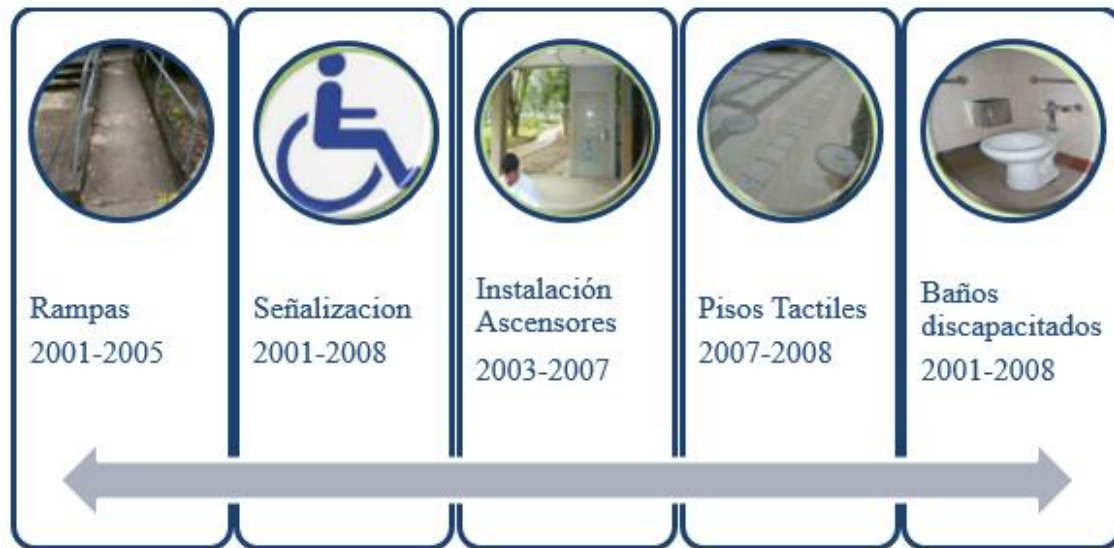 Rampas
2001-2005
Señalizacion
2001-2008
Instalación
Ascensores
2003-2007
Pisos Tactiles
2007-2008
Baños
discapacitados
2001-2008